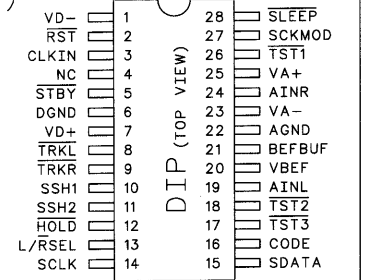 VD- 1 28 SLEEP
RST 2 27 SCKMOD
CLKIN 3 26 TST1
NC 4 25 VA+
STBY 5 24 AINR
DGND 6 23 VA-
VD+ 7 22 AGND
TRKL 8 21 BEFBUF
TRKR 9 20 VBEF
SSH1 10 19 AINL
SSH2 11 18 TST2
HOLD 12 17 TST3
L/RSEL 13 16 CODE
SCLK 14 15 SDATA
DIP (TOP VIEW)